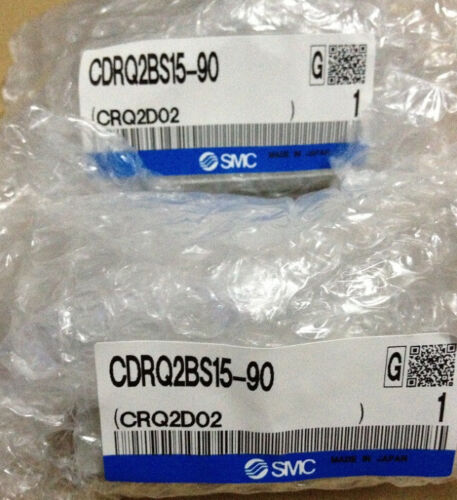 CDRQ2BS15-90 G
(CRQ2D02 ) 1
SMC MADE IN JAPAN
CDRQ2BS15-90 G
(CRQ2D02 ) 1
SMC MADE IN JAPAN